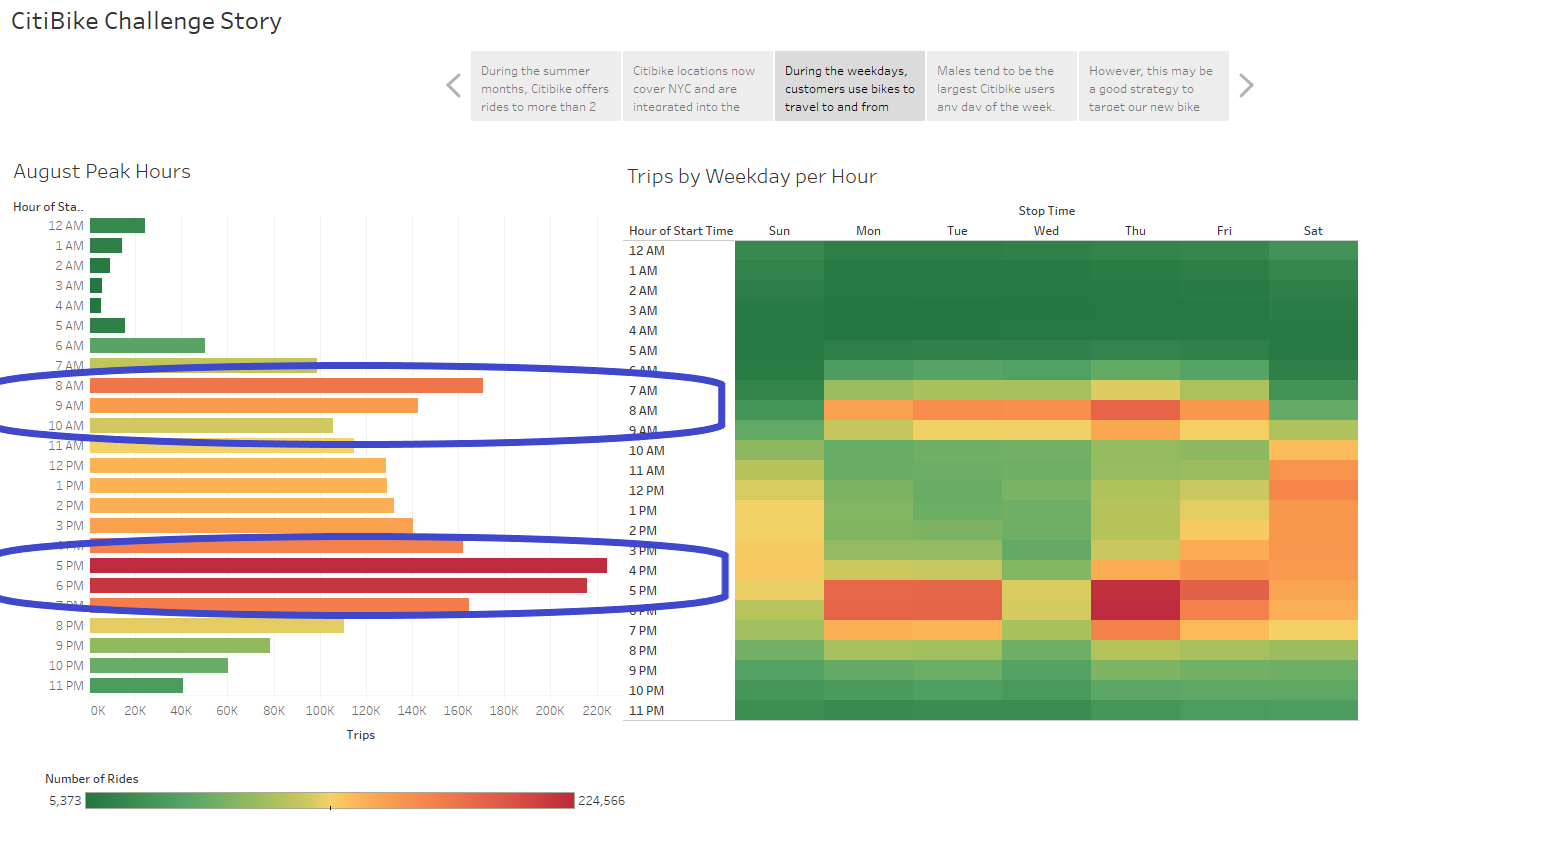 CitiBike Challenge Story
During the summer
months, Citibike offers
rides to more than 2
Citibike locations now
cover NYC and are
integrated into the
During the weekdays,
customers use bikes to
travel to and from
Males tend to be the
largest Citibike users
any day of the week.
However, this may be
a good strategy to
target our new bike
August Peak Hours
Hour of Sta..
12 AM
1 AM
2 AM
3 AM
4 AM
5 AM
6 AM
7 AM
8 AM
9 AM
10 AM
11 AM
12 PM
1 PM
2 PM
3 PM
4 PM
5 PM
6 PM
7 PM
8 PM
9 PM
10 PM
11 PM
0K 20K 40K 60K 80K 100K 120K 140K 160K 180K 200K 220K
Trips
Trips by Weekday per Hour
Stop Time
Hour of Start Time Sun Mon Tue Wed Thu Fri Sat
12 AM
1 AM
2 AM
3 AM
4 AM
5 AM
6 AM
7 AM
8 AM
9 AM
10 AM
11 AM
12 PM
1 PM
2 PM
3 PM
4 PM
5 PM
6 PM
7 PM
8 PM
9 PM
10 PM
11 PM
Number of Rides
5,373 224,566